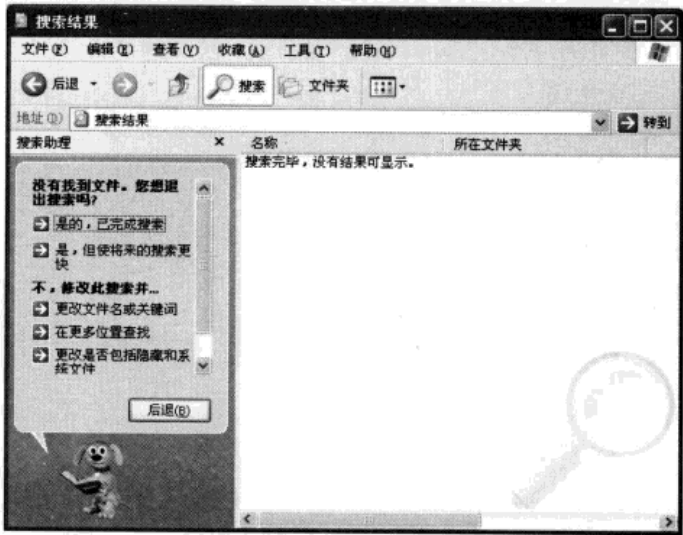 搜索结果
文件(F) 编辑(E) 查看(V) 收藏(A) 工具(T) 帮助(H)
后退 搜索 文件夹
地址(D) 搜索结果 转到
搜索助理 × 名称 所在文件夹
搜索完毕，没有结果可显示。
没有找到文件。您想退
出搜索吗?
是的，已完成搜索
是，但使将来的搜索更
快
不，修改此搜索并...
更改文件名或关键词
在更多位置查找
更改是否包括隐藏和系
统文件
后退(B)